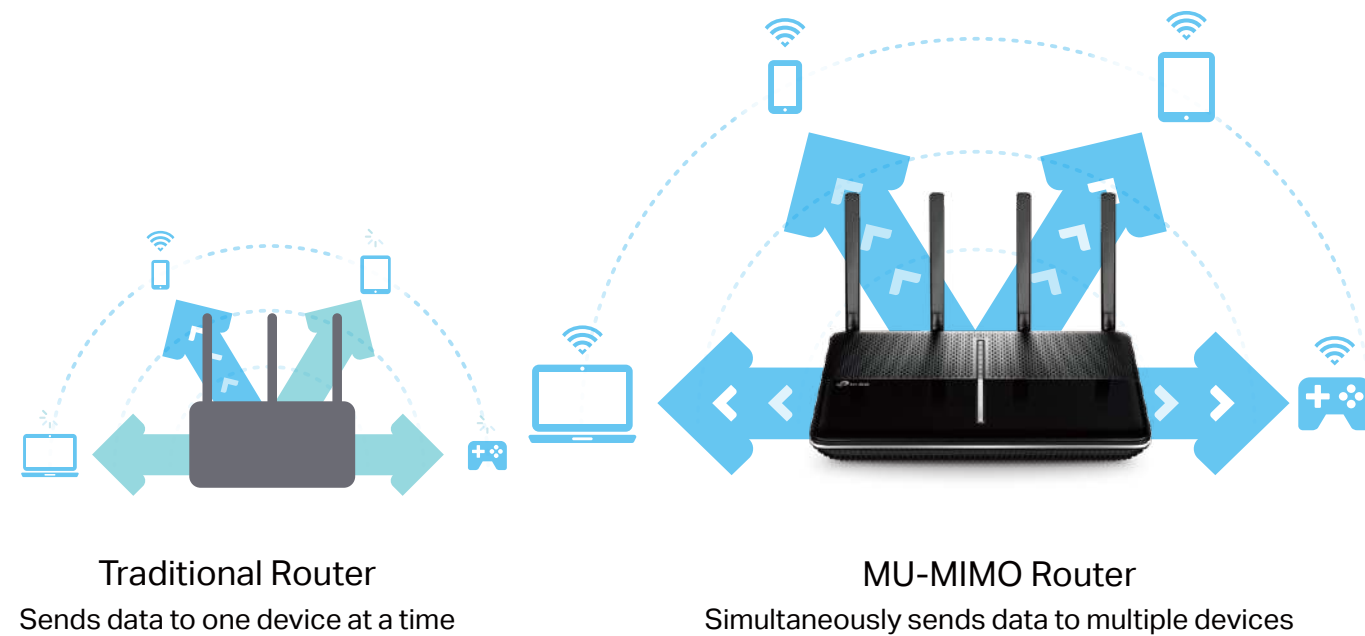 Traditional Router
Sends data to one device at a time
MU-MIMO Router
Simultaneously sends data to multiple devices